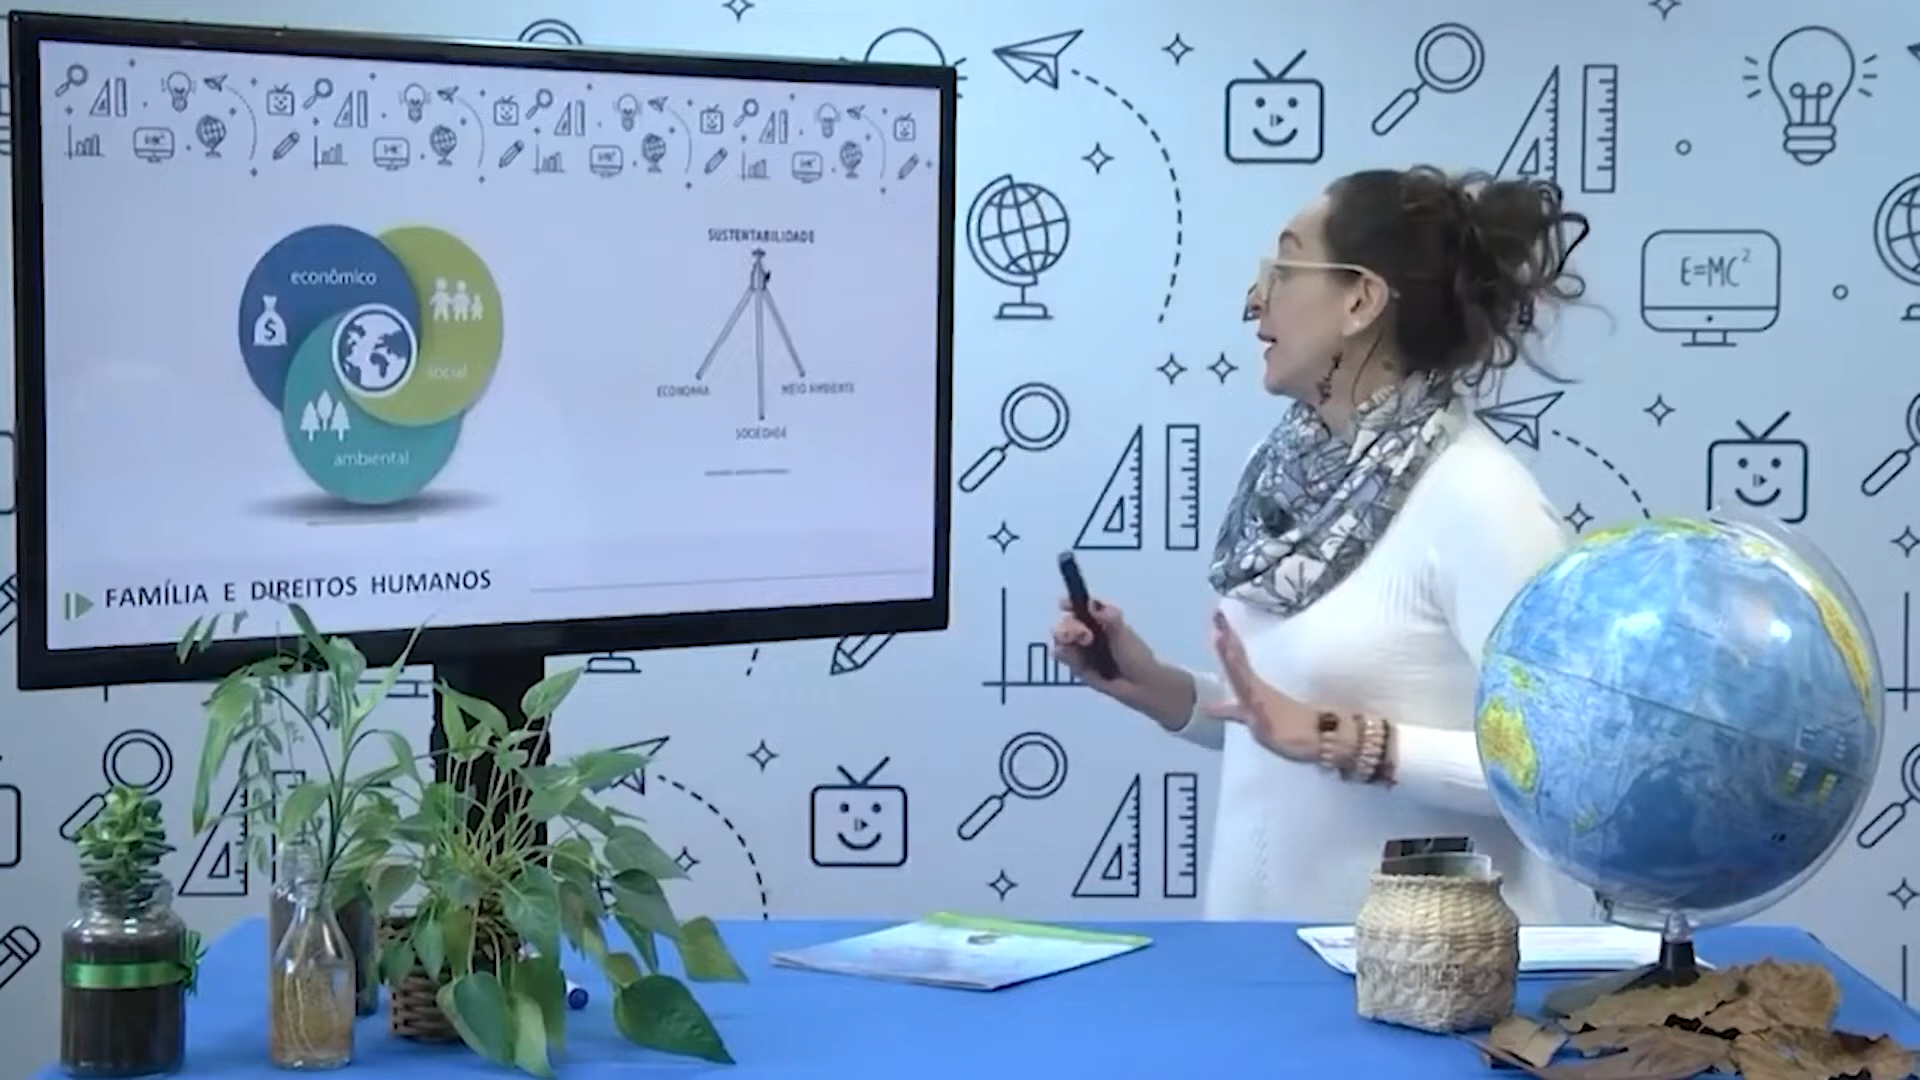 econômico
social
ambiental
SUSTENTABILIDADE
ECONOMIA
MEIO AMBIENTE
SOCIEDADE
FAMÍLIA E DIREITOS HUMANOS
E=MC²